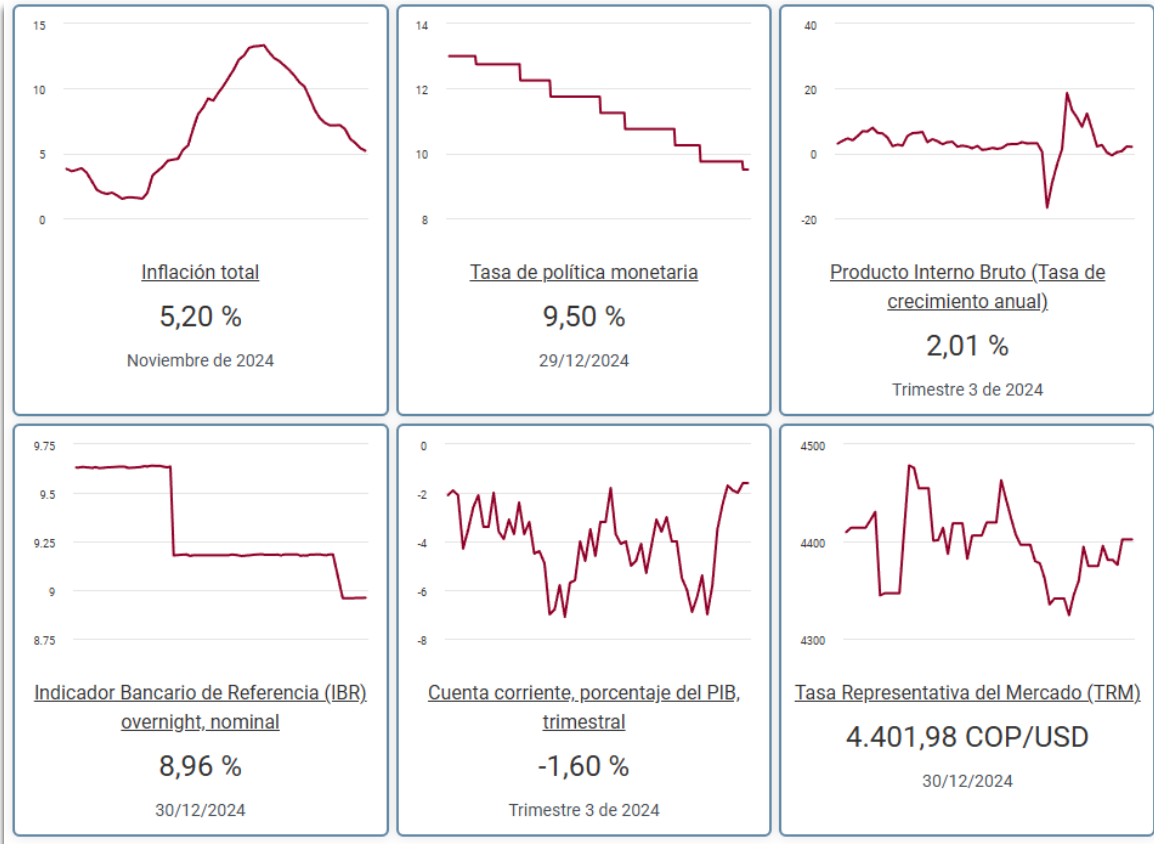 15
10
5
0
Inflación total
5,20 %
Noviembre de 2024
14
12
10
8
Tasa de política monetaria
9,50 %
29/12/2024
40
20
0
-20
Producto Interno Bruto (Tasa de
crecimiento anual)
2,01 %
Trimestre 3 de 2024
9.75
9.5
9.25
9
8.75
Indicador Bancario de Referencia (IBR)
overnight, nominal
8,96 %
30/12/2024
0
-2
-4
-6
-8
Cuenta corriente, porcentaje del PIB,
trimestral
-1,60 %
Trimestre 3 de 2024
4500
4400
4300
Tasa Representativa del Mercado (TRM)
4.401,98 COP/USD
30/12/2024